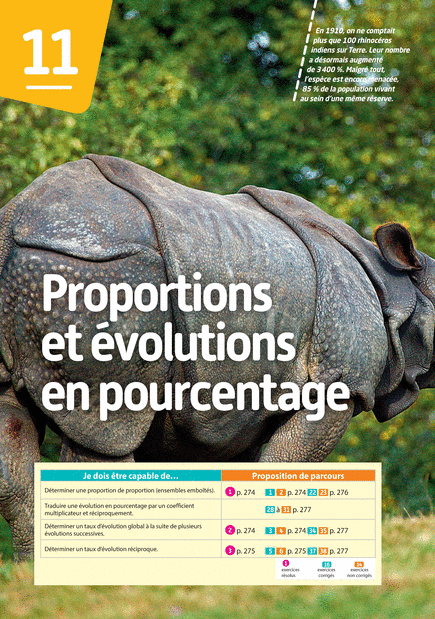 11
En 1910, on ne comptait
plus que 100 rhinocéros
indiens sur Terre. Leur nombre
a désormais augmenté
de 3 400 %. Malgré tout,
l'espèce est encore menacée,
85 % de la population vivant
au sein d'une même réserve.
Proportions
et évolutions
en pourcentage
Je dois être capable de… Proposition de parcours
Déterminer une proportion de proportion (ensembles emboîtés). 1 p. 274 1 2 p. 274 22 23 p. 276
Traduire une évolution en pourcentage par un coefficient
multiplicateur et réciproquement. 28 à 31 p. 277
Déterminer un taux d'évolution global à la suite de plusieurs
évolutions successives. 2 p. 274 3 4 p. 274 34 35 p. 277
Déterminer un taux d'évolution réciproque. 3 p. 275 5 6 p. 275 37 38 p. 277
exercices
résolus
exercices
corrigés
exercices
non corrigés